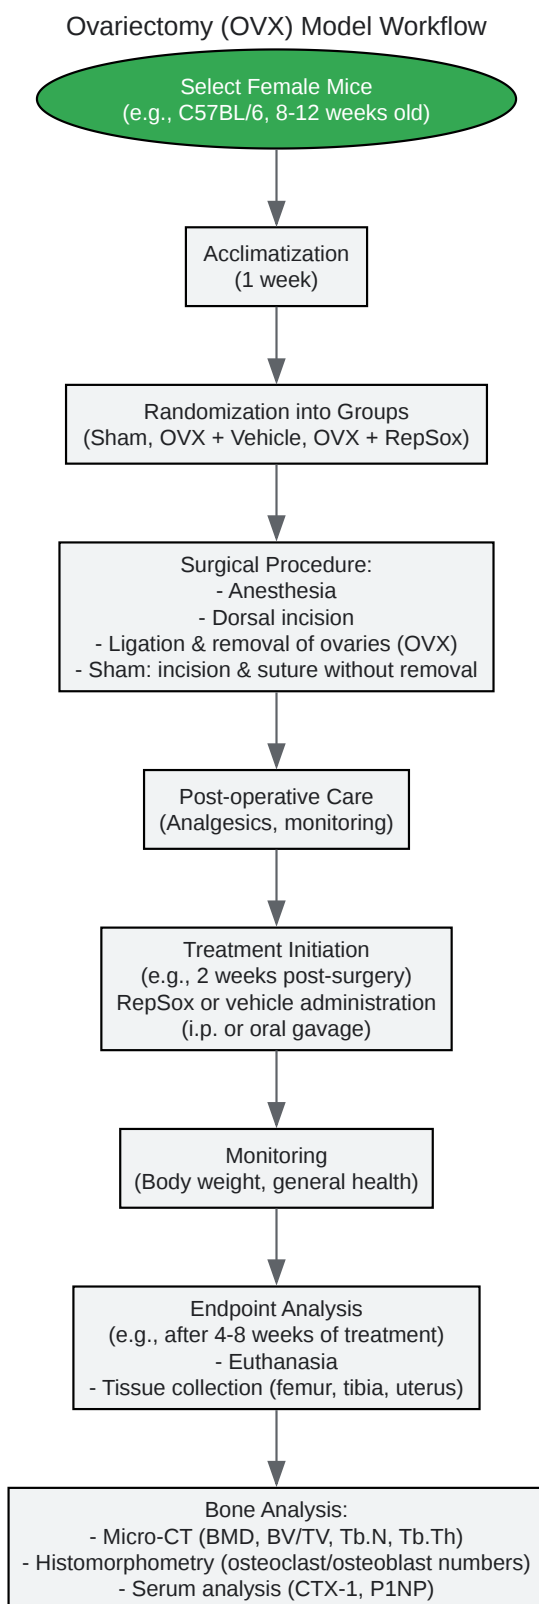 Ovariectomy (OVX) Model Workflow
Select Female Mice
(e.g., C57BL/6, 8-12 weeks old)
Acclimatization
(1 week)
Randomization into Groups
(Sham, OVX + Vehicle, OVX + RepSox)
Surgical Procedure:
- Anesthesia
- Dorsal incision
- Ligation & removal of ovaries (OVX)
- Sham: incision & suture without removal
Post-operative Care
(Analgesics, monitoring)
Treatment Initiation
(e.g., 2 weeks post-surgery)
RepSox or vehicle administration
(i.p. or oral gavage)
Monitoring
(Body weight, general health)
Endpoint Analysis
(e.g., after 4-8 weeks of treatment)
- Euthanasia
- Tissue collection (femur, tibia, uterus)
Bone Analysis:
- Micro-CT (BMD, BV/TV, Tb.N, Tb.Th)
- Histomorphometry (osteoclast/osteoblast numbers)
- Serum analysis (CTX-1, P1NP)